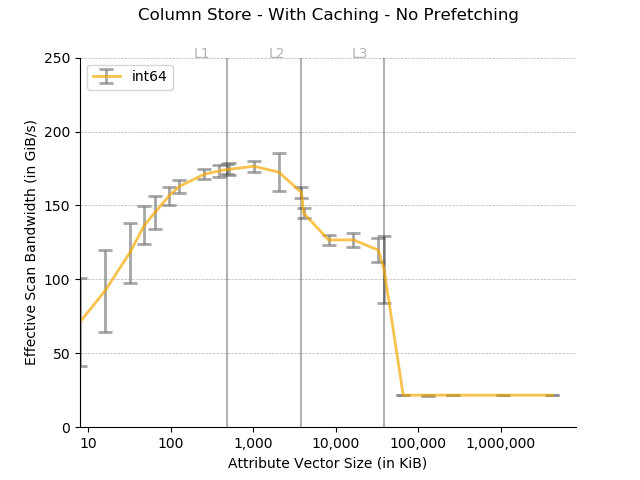 Column Store - With Caching - No Prefetching
L1 L2 L3
int64
250
200
150
100
50
0
Effective Scan Bandwidth (in GiB/s)
10 100 1,000 10,000 100,000 1,000,000
Attribute Vector Size (in KiB)